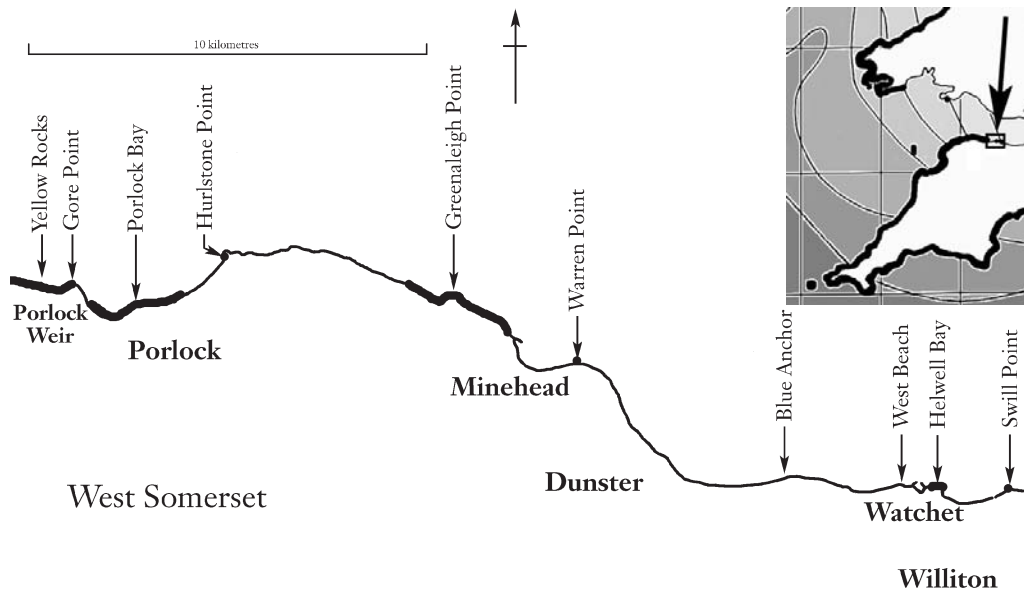 10 kilometres
Yellow Rocks
Gore Point
Porlock Bay
Hurlstone Point
Greenaleigh Point
Warren Point
Blue Anchor
West Beach
Helwell Bay
Swill Point
Porlock
Weir
Porlock
Minehead
Dunster
Watchet
West Somerset
Williton